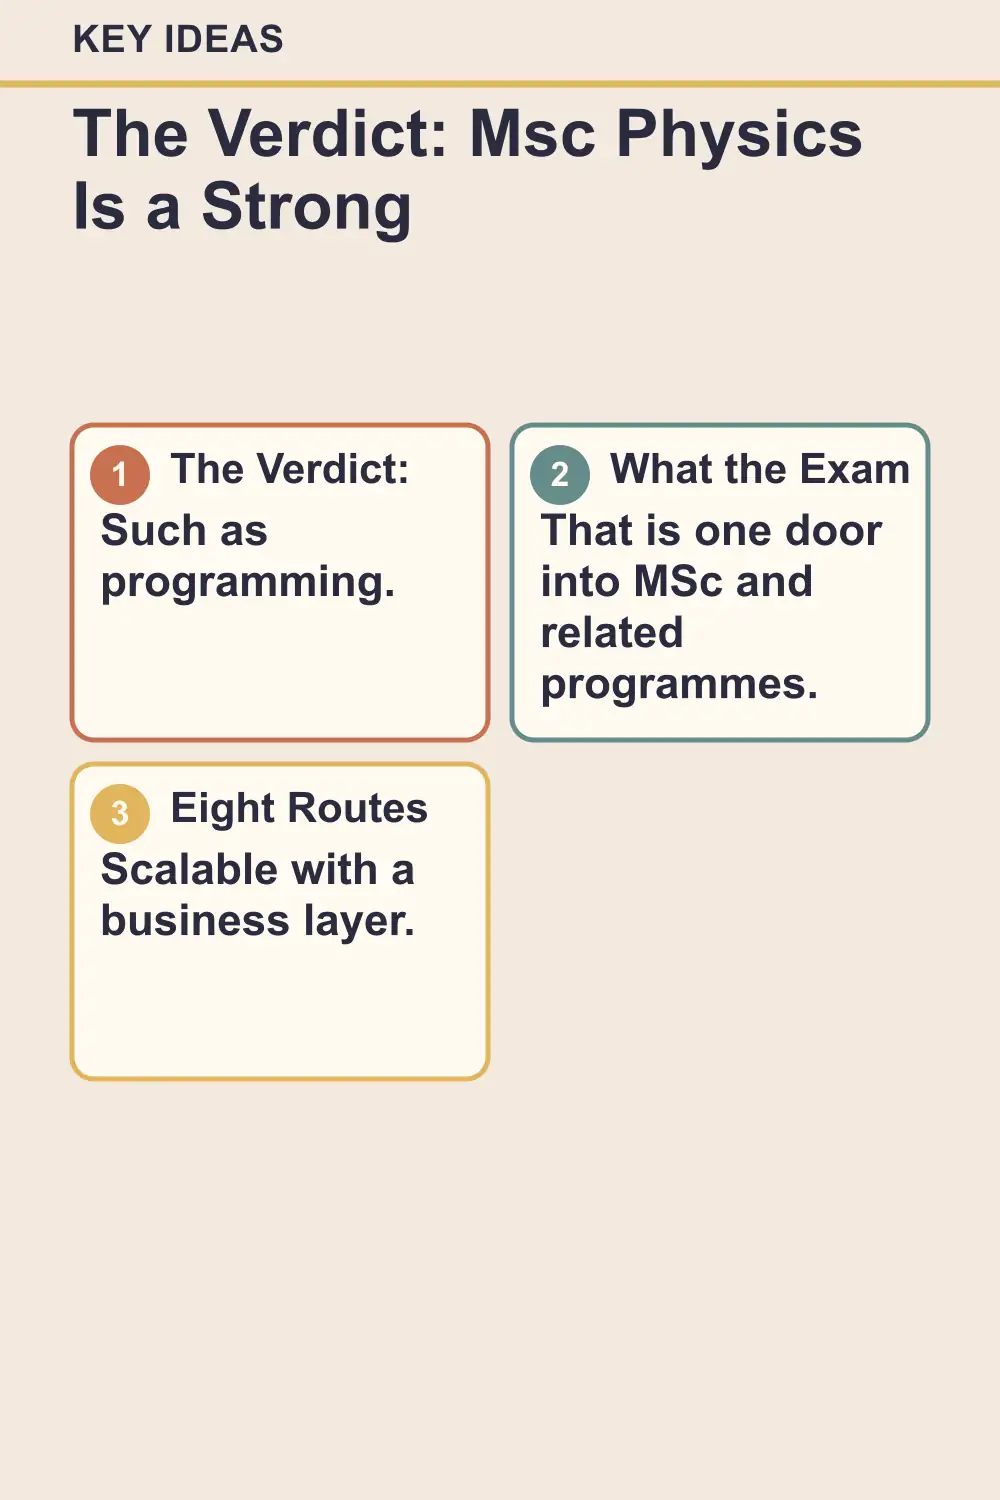 KEY IDEAS
The Verdict: Msc Physics
Is a Strong
1 The Verdict:
Such as
programming.
2 What the Exam
That is one door
into MSc and
related
programmes.
3 Eight Routes
Scalable with a
business layer.